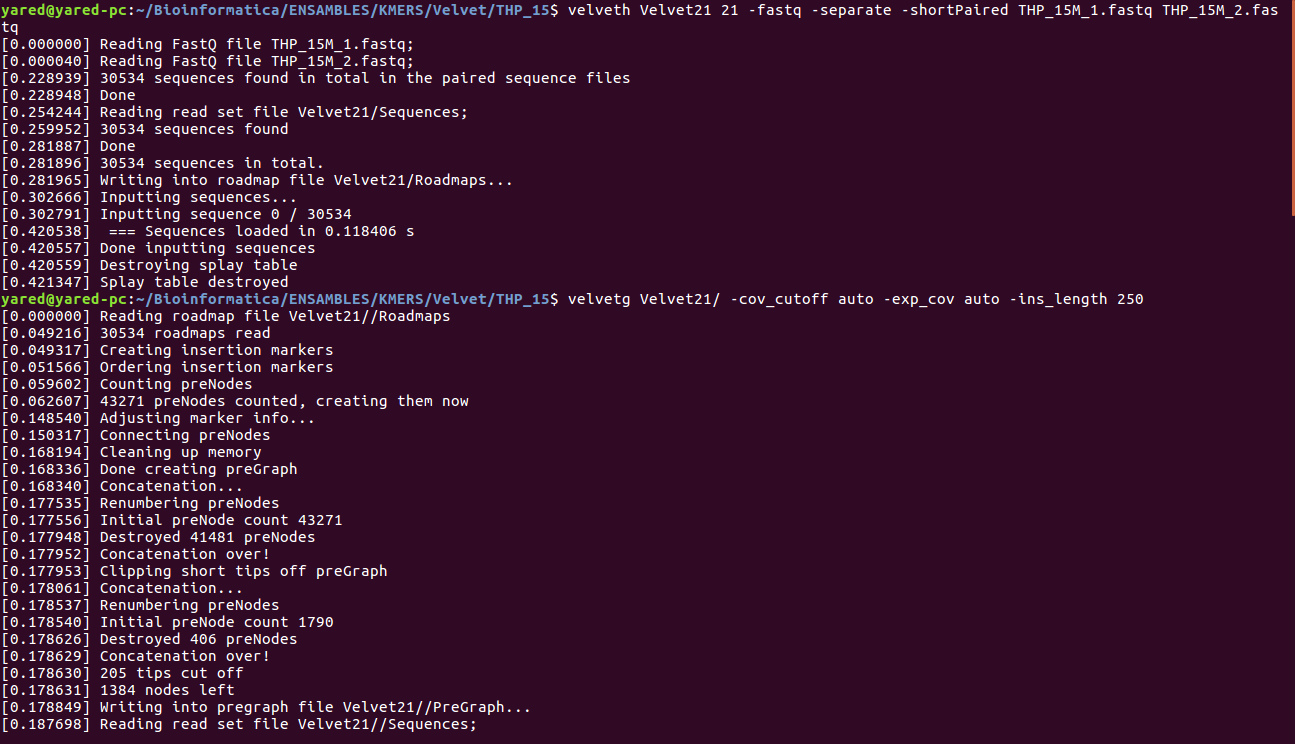 yared@yared-pc:~/Bioinformatica/ENSAMBLES/KMERS/Velvet/THP_15$ velveth Velvet21 21 -fastq -separate -shortPaired THP_15M_1.fastq THP_15M_2.fas
tq
[0.000000] Reading FastQ file THP_15M_1.fastq;
[0.000040] Reading FastQ file THP_15M_2.fastq;
[0.228939] 30534 sequences found in total in the paired sequence files
[0.228948] Done
[0.254244] Reading read set file Velvet21/Sequences;
[0.259952] 30534 sequences found
[0.281887] Done
[0.281896] 30534 sequences in total.
[0.281965] Writing into roadmap file Velvet21/Roadmaps...
[0.302666] Inputting sequences...
[0.302791] Inputting sequence 0 / 30534
[0.420538]  === Sequences loaded in 0.118406 s
[0.420557] Done inputting sequences
[0.420559] Destroying splay table
[0.421347] Splay table destroyed
yared@yared-pc:~/Bioinformatica/ENSAMBLES/KMERS/Velvet/THP_15$ velvetg Velvet21/ -cov_cutoff auto -exp_cov auto -ins_length 250
[0.000000] Reading roadmap file Velvet21//Roadmaps
[0.049216] 30534 roadmaps read
[0.049317] Creating insertion markers
[0.051566] Ordering insertion markers
[0.059602] Counting preNodes
[0.062607] 43271 preNodes counted, creating them now
[0.148540] Adjusting marker info...
[0.150317] Connecting preNodes
[0.168194] Cleaning up memory
[0.168336] Done creating preGraph
[0.168340] Concatenation...
[0.177535] Renumbering preNodes
[0.177556] Initial preNode count 43271
[0.177948] Destroyed 41481 preNodes
[0.177952] Concatenation over!
[0.177953] Clipping short tips off preGraph
[0.178061] Concatenation...
[0.178537] Renumbering preNodes
[0.178540] Initial preNode count 1790
[0.178626] Destroyed 406 preNodes
[0.178629] Concatenation over!
[0.178630] 205 tips cut off
[0.178631] 1384 nodes left
[0.178849] Writing into pregraph file Velvet21//PreGraph...
[0.187698] Reading read set file Velvet21//Sequences;